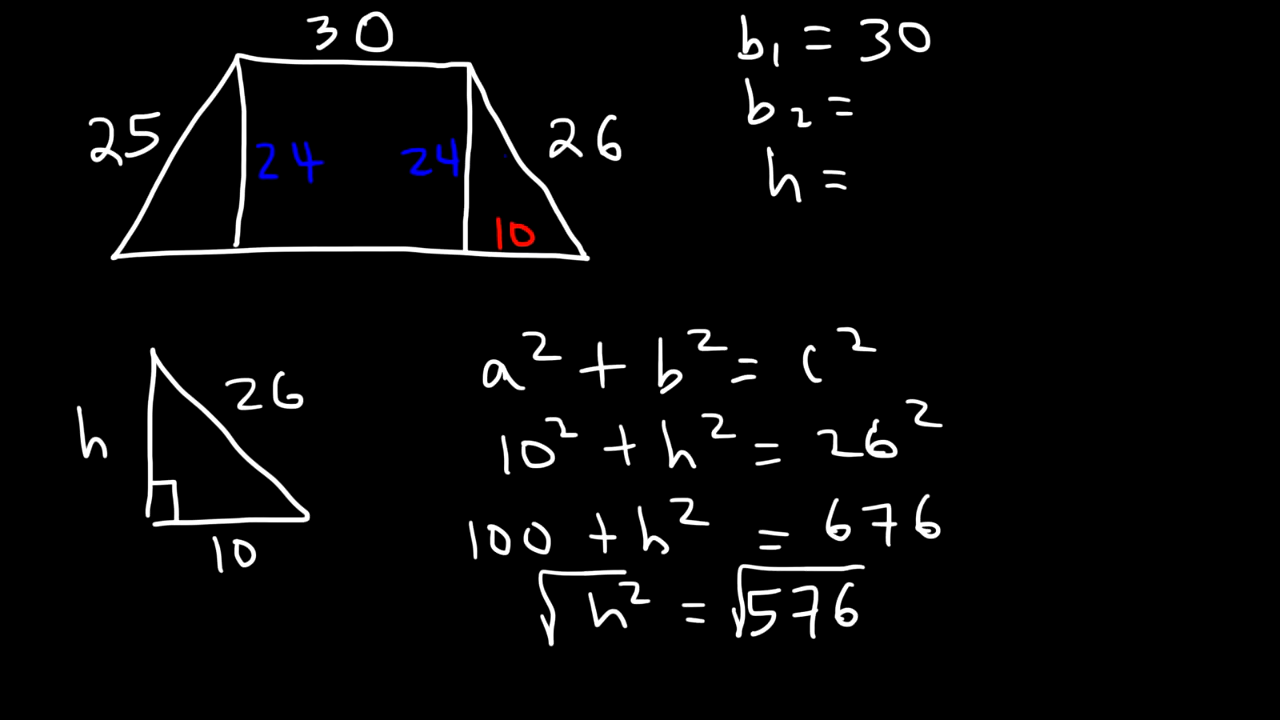 30
b₁ = 30
25
24
24
26
10
b₂ =
h =
h
26
10
a² + b² = c²
10² + h² = 26²
100 + h² = 676
√h² = √576